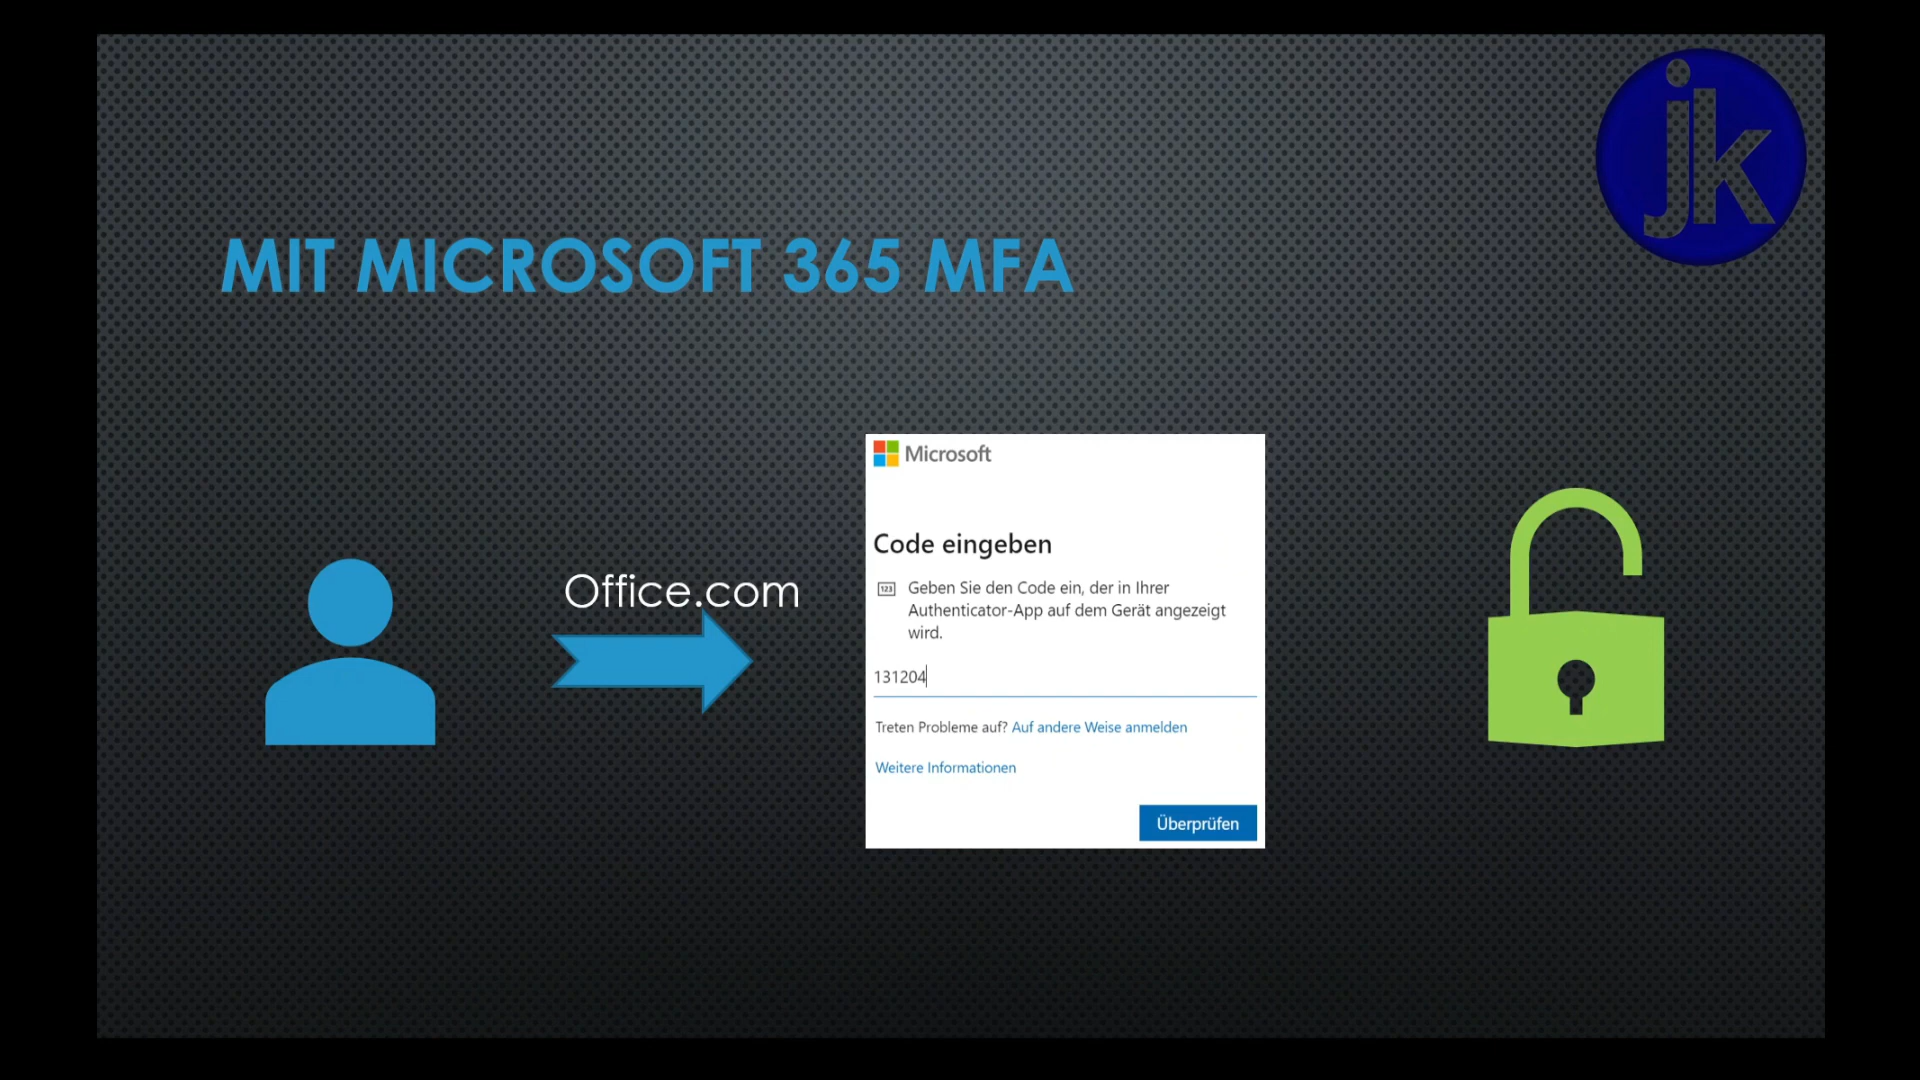 jk
MIT MICROSOFT 365 MFA
Office.com
Microsoft
Code eingeben
123
Geben Sie den Code ein, der in Ihrer
Authenticator-App auf dem Gerät angezeigt
wird.
131204
Treten Probleme auf? Auf andere Weise anmelden
Weitere Informationen
Überprüfen